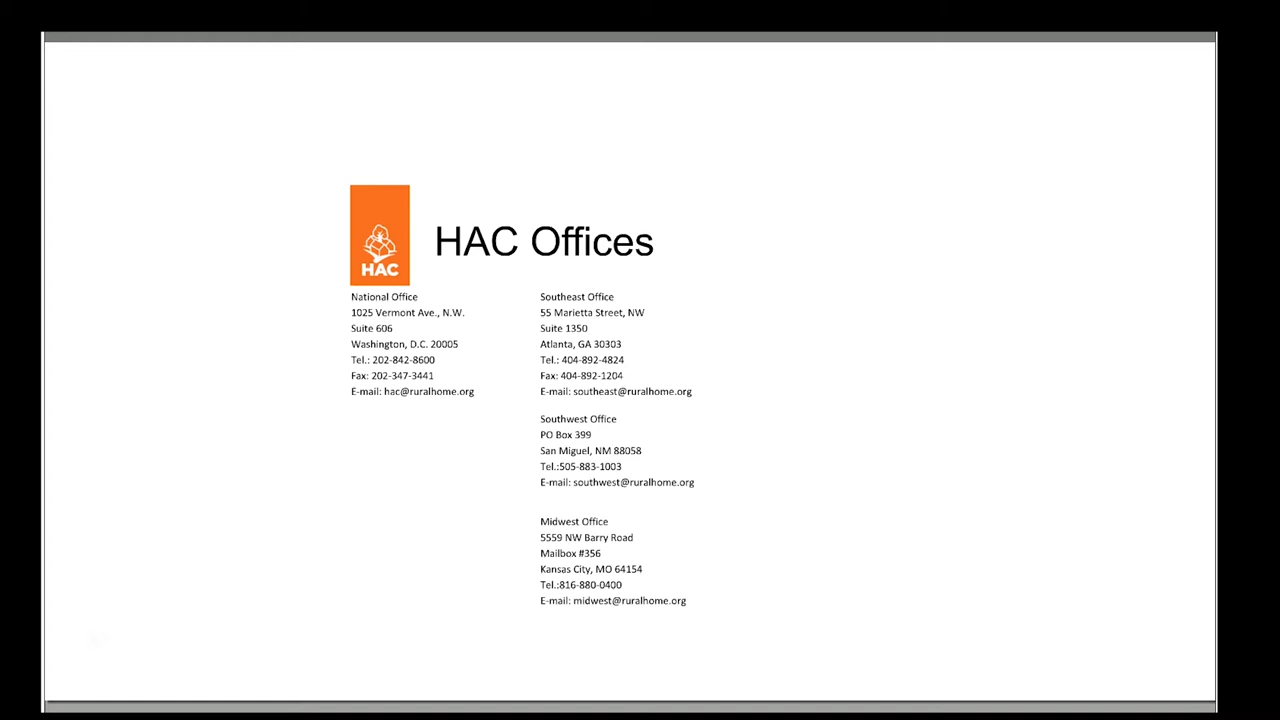 HAC
HAC Offices
National Office
1025 Vermont Ave., N.W.
Suite 606
Washington, D.C. 20005
Tel.: 202-842-8600
Fax: 202-347-3441
E-mail: hac@ruralhome.org
Southeast Office
55 Marietta Street, NW
Suite 1350
Atlanta, GA 30303
Tel.: 404-892-4824
Fax: 404-892-1204
E-mail: southeast@ruralhome.org
Southwest Office
PO Box 399
San Miguel, NM 88058
Tel.:505-883-1003
E-mail: southwest@ruralhome.org
Midwest Office
5559 NW Barry Road
Mailbox #356
Kansas City, MO 64154
Tel.:816-880-0400
E-mail: midwest@ruralhome.org